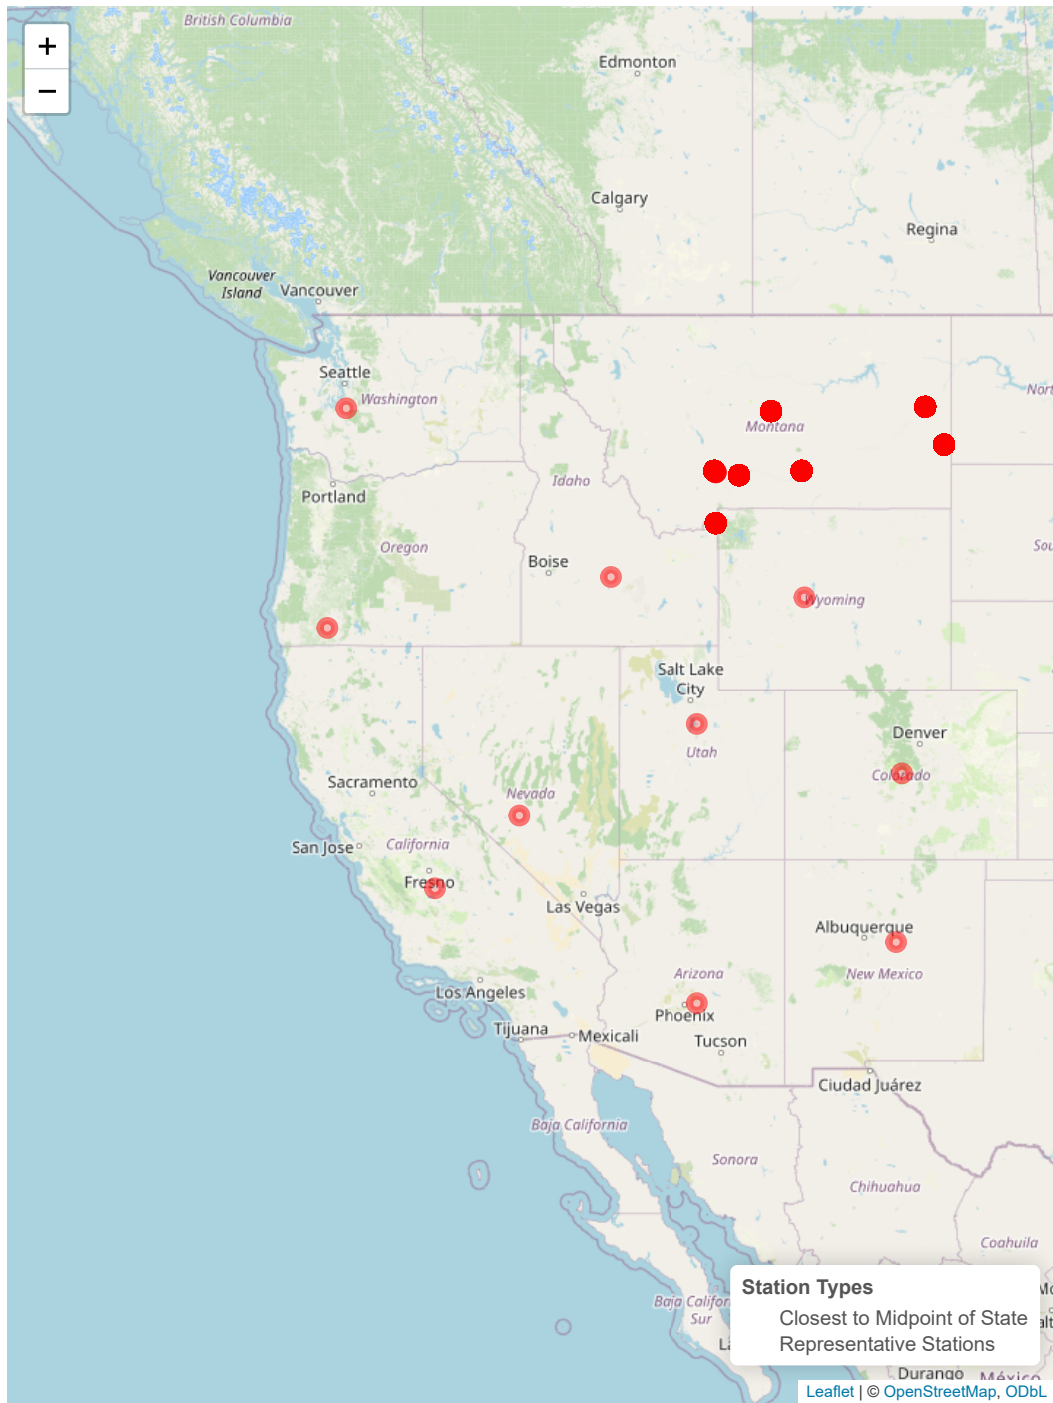 British Columbia
+
Edmonton
−
Calgary
Regina
Vancouver
Island
Vancouver
Seattle
Washington
Montana
Idaho
Portland
Oregon
Boise
Wyoming
Salt Lake
City
Denver
Utah
Colorado
Sacramento
Nevada
San Jose
California
Fresno
Las Vegas
Albuquerque
Arizona
New Mexico
Los Angeles
Phoenix
Tijuana
Mexicali
Tucson
Ciudad Juárez
Baja California
Sonora
Chihuahua
Coahuila
Station Types
Closest to Midpoint of State
Representative Stations
Baja Califor
Sur
Durango
México
Leaflet | © OpenStreetMap, ODbL